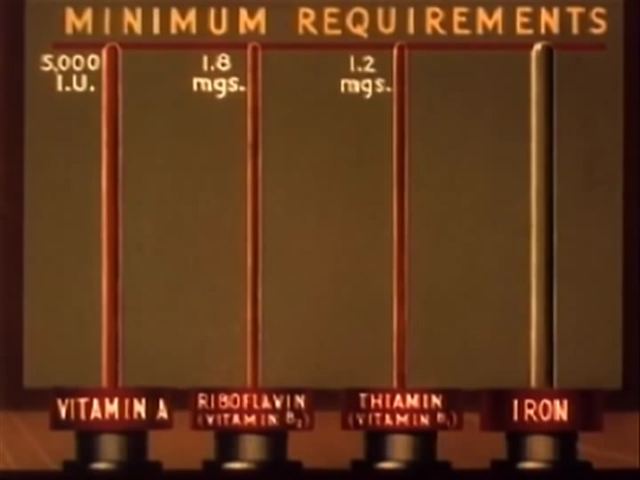 MINIMUM REQUIREMENTS
5,000
I.U.
1.8
mgs.
1.2
mgs.
VITAMIN A
RIBOFLAVIN
(VITAMIN B₂)
THIAMIN
(VITAMIN B₁)
IRON